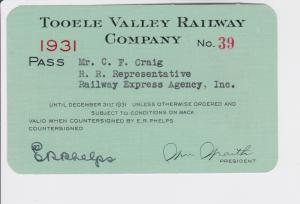 TOOELE VALLEY RAILWAY
COMPANY
1931
No. 39
PASS Mr. C. F. Craig
R. R. Representative
Railway Express Agency, Inc.
UNTIL DECEMBER 31ST 1931 UNLESS OTHERWISE ORDERED AND
SUBJECT TO CONDITIONS ON BACK
VALID WHEN COUNTERSIGNED BY E.R. PHELPS
COUNTERSIGNED
E.R. Phelps
PRESIDENT